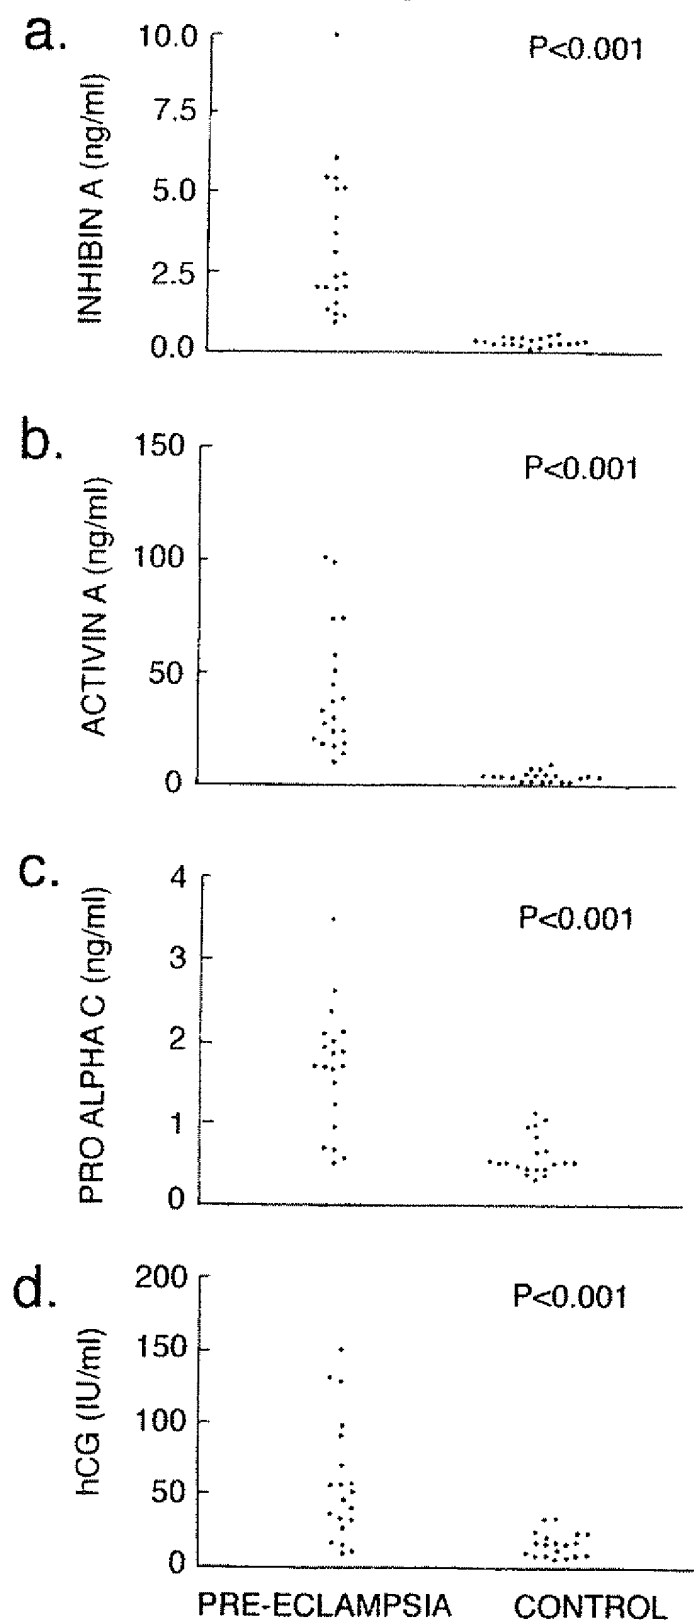 a.
INHIBIN A (ng/ml)
10.0
7.5
5.0
2.5
0.0
P<0.001
b.
ACTIVIN A (ng/ml)
150
100
50
0
P<0.001
c.
PRO ALPHA C (ng/ml)
4
3
2
1
0
P<0.001
d.
hCG (IU/ml)
200
150
100
50
0
P<0.001
PRE-ECLAMPSIA CONTROL